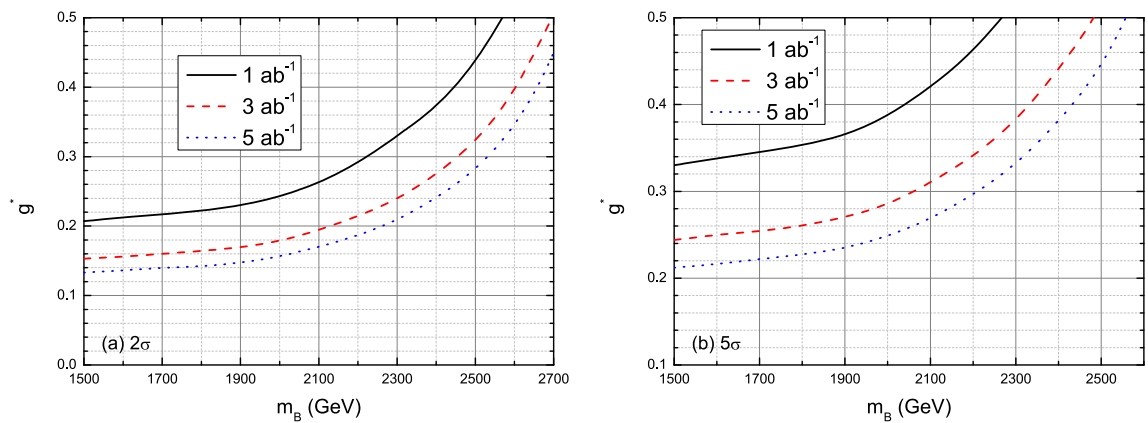 0.5
0.4
0.3
0.2
0.1
0.0
g*
1 ab⁻¹
3 ab⁻¹
5 ab⁻¹
(a) 2σ
1500 1700 1900 2100 2300 2500 2700
m_B (GeV)
0.5
0.4
0.3
0.2
0.1
g*
1 ab⁻¹
3 ab⁻¹
5 ab⁻¹
(b) 5σ
1500 1700 1900 2100 2300 2500
m_B (GeV)